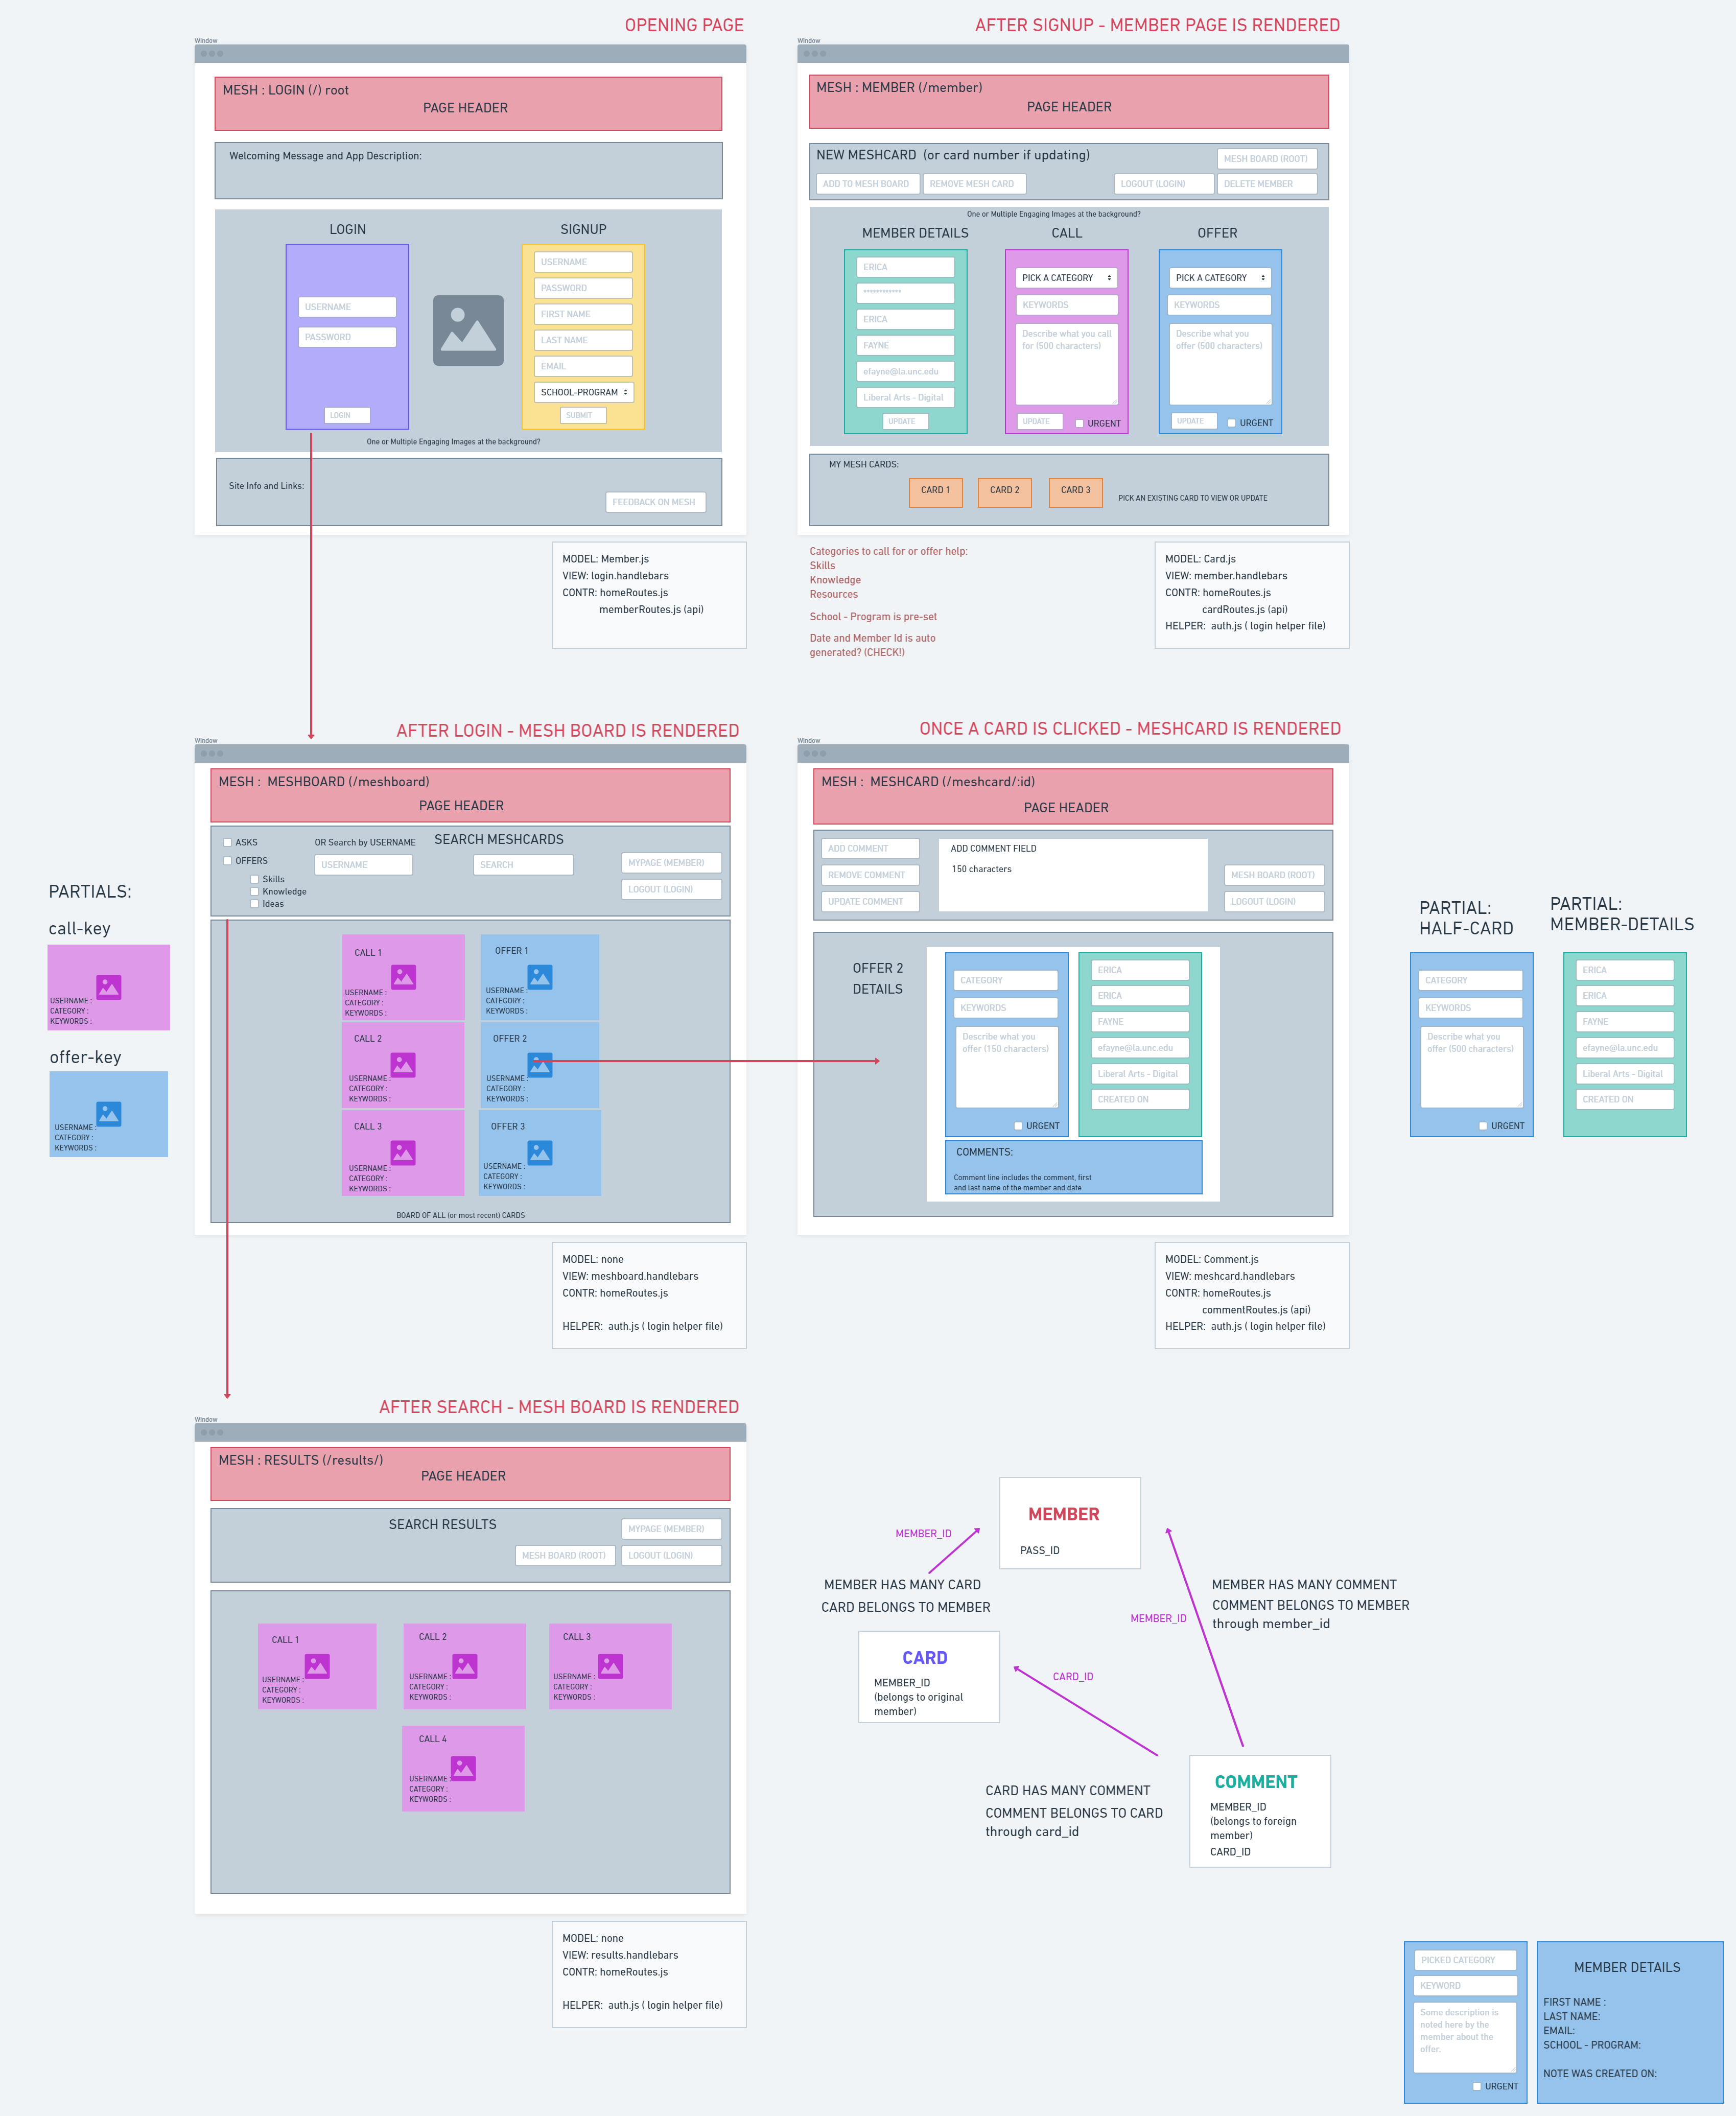 OPENING PAGE
Window
MESH : LOGIN (/) root
PAGE HEADER
Welcoming Message and App Description:
LOGIN
USERNAME
PASSWORD
LOGIN
SIGNUP
USERNAME
PASSWORD
FIRST NAME
LAST NAME
EMAIL
SCHOOL-PROGRAM
SUBMIT
One or Multiple Engaging Images at the background?
Site Info and Links:
FEEDBACK ON MESH
MODEL: Member.js
VIEW: login.handlebars
CONTR: homeRoutes.js
memberRoutes.js (api)
AFTER SIGNUP - MEMBER PAGE IS RENDERED
Window
MESH : MEMBER (/member)
PAGE HEADER
NEW MESHCARD (or card number if updating)
MESH BOARD (ROOT)
ADD TO MESH BOARD
REMOVE MESH CARD
LOGOUT (LOGIN)
DELETE MEMBER
One or Multiple Engaging Images at the background?
MEMBER DETAILS
ERICA
************
ERICA
FAYNE
efayne@la.unc.edu
Liberal Arts - Digital
UPDATE
CALL
PICK A CATEGORY
KEYWORDS
Describe what you call
for (500 characters)
UPDATE
URGENT
OFFER
PICK A CATEGORY
KEYWORDS
Describe what you
offer (500 characters)
UPDATE
URGENT
MY MESH CARDS:
CARD 1
CARD 2
CARD 3
PICK AN EXISTING CARD TO VIEW OR UPDATE
Categories to call for or offer help:
Skills
Knowledge
Resources
School - Program is pre-set
Date and Member Id is auto
generated? (CHECK!)
MODEL: Card.js
VIEW: member.handlebars
CONTR: homeRoutes.js
cardRoutes.js (api)
HELPER: auth.js ( login helper file)
AFTER LOGIN - MESH BOARD IS RENDERED
Window
MESH : MESHBOARD (/meshboard)
PAGE HEADER
ASKS
OFFERS
Skills
Knowledge
Ideas
OR Search by USERNAME
USERNAME
SEARCH MESHCARDS
SEARCH
MYPAGE (MEMBER)
LOGOUT (LOGIN)
CALL 1
USERNAME :
CATEGORY :
KEYWORDS :
OFFER 1
USERNAME :
CATEGORY :
KEYWORDS :
CALL 2
USERNAME :
CATEGORY :
KEYWORDS :
OFFER 2
USERNAME :
CATEGORY :
KEYWORDS :
CALL 3
USERNAME :
CATEGORY :
KEYWORDS :
OFFER 3
USERNAME :
CATEGORY :
KEYWORDS :
BOARD OF ALL (or most recent) CARDS
MODEL: none
VIEW: meshboard.handlebars
CONTR: homeRoutes.js
HELPER: auth.js ( login helper file)
PARTIALS:
call-key
USERNAME :
CATEGORY :
KEYWORDS :
offer-key
USERNAME :
CATEGORY :
KEYWORDS :
ONCE A CARD IS CLICKED - MESHCARD IS RENDERED
Window
MESH : MESHCARD (/meshcard/:id)
PAGE HEADER
ADD COMMENT
REMOVE COMMENT
UPDATE COMMENT
ADD COMMENT FIELD
150 characters
MESH BOARD (ROOT)
LOGOUT (LOGIN)
OFFER 2
DETAILS
CATEGORY
KEYWORDS
Describe what you
offer (150 characters)
URGENT
ERICA
ERICA
FAYNE
efayne@la.unc.edu
Liberal Arts - Digital
CREATED ON
COMMENTS:
Comment line includes the comment, first
and last name of the member and date
MODEL: Comment.js
VIEW: meshcard.handlebars
CONTR: homeRoutes.js
commentRoutes.js (api)
HELPER: auth.js ( login helper file)
PARTIAL:
HALF-CARD
CATEGORY
KEYWORDS
Describe what you
offer (500 characters)
URGENT
PARTIAL:
MEMBER-DETAILS
ERICA
ERICA
FAYNE
efayne@la.unc.edu
Liberal Arts - Digital
CREATED ON
AFTER SEARCH - MESH BOARD IS RENDERED
Window
MESH : RESULTS (/results/)
PAGE HEADER
SEARCH RESULTS
MYPAGE (MEMBER)
MESH BOARD (ROOT)
LOGOUT (LOGIN)
CALL 1
USERNAME :
CATEGORY :
KEYWORDS :
CALL 2
USERNAME :
CATEGORY :
KEYWORDS :
CALL 3
USERNAME :
CATEGORY :
KEYWORDS :
CALL 4
USERNAME :
CATEGORY :
KEYWORDS :
MODEL: none
VIEW: results.handlebars
CONTR: homeRoutes.js
HELPER: auth.js ( login helper file)
MEMBER
PASS_ID
MEMBER_ID
MEMBER HAS MANY CARD
CARD BELONGS TO MEMBER
MEMBER HAS MANY COMMENT
COMMENT BELONGS TO MEMBER
through member_id
MEMBER_ID
CARD
MEMBER_ID
(belongs to original
member)
CARD_ID
CARD HAS MANY COMMENT
COMMENT BELONGS TO CARD
through card_id
COMMENT
MEMBER_ID
(belongs to foreign
member)
CARD_ID
PICKED CATEGORY
KEYWORD
Some description is
noted here by the
member about the
offer.
URGENT
MEMBER DETAILS
FIRST NAME :
LAST NAME:
EMAIL:
SCHOOL - PROGRAM:
NOTE WAS CREATED ON: